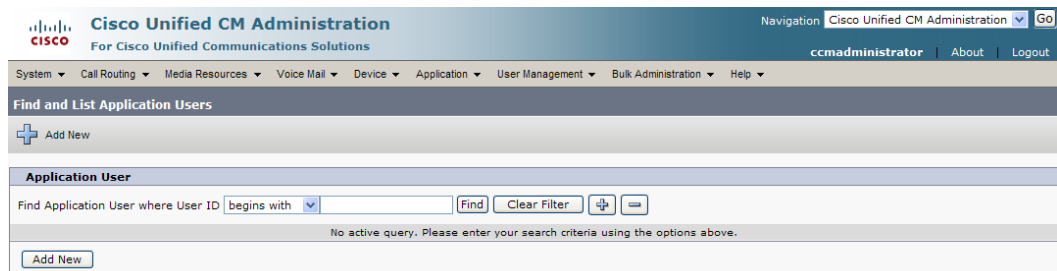 Cisco Unified CM Administration
Navigation Cisco Unified CM Administration Go
CISCO
For Cisco Unified Communications Solutions
ccmadministrator | About | Logout
System Call Routing Media Resources Voice Mail Device Application User Management Bulk Administration Help
Find and List Application Users
Add New
Application User
Find Application User where User ID begins with Find Clear Filter
No active query. Please enter your search criteria using the options above.
Add New